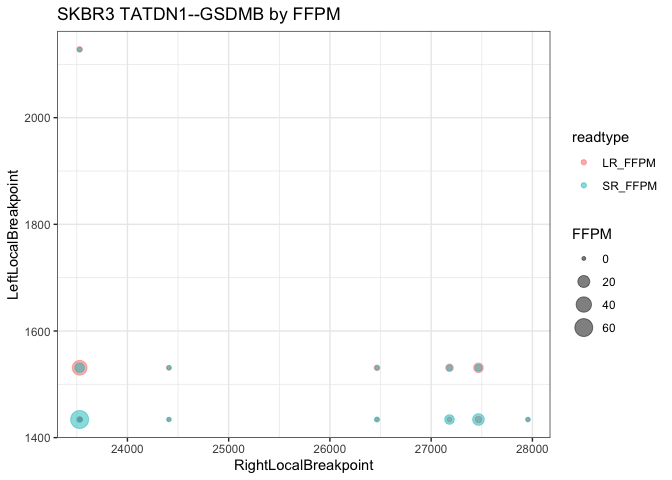 SKBR3 TATDN1--GSDMB by FFPM
LeftLocalBreakpoint
2000
1800
1600
1400
24000 25000 26000 27000 28000
RightLocalBreakpoint
readtype
LR_FFPM
SR_FFPM
FFPM
0
20
40
60